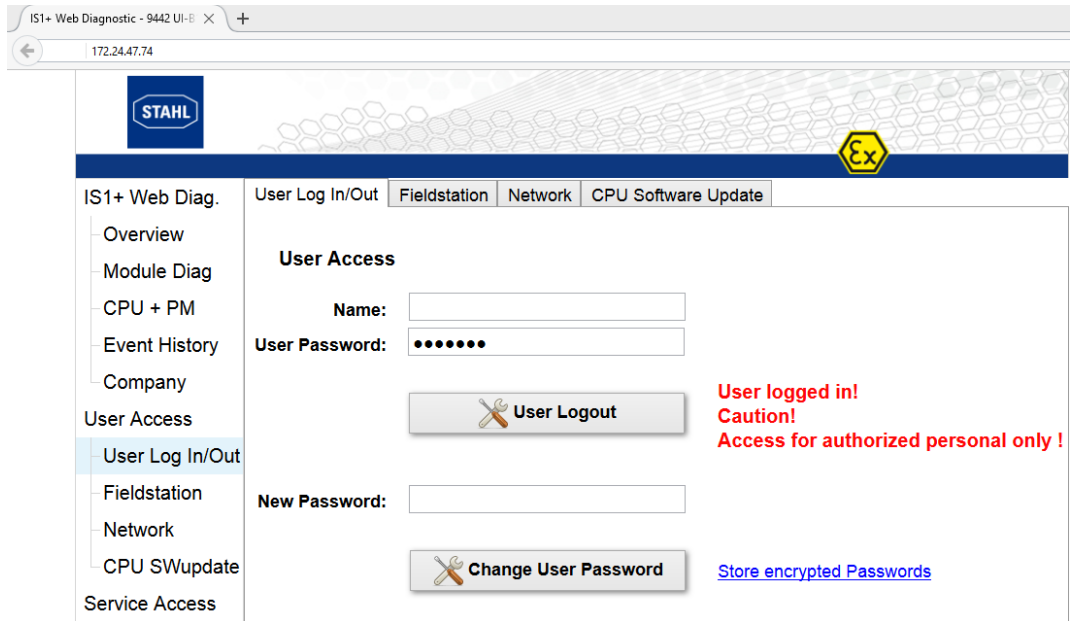 IS1+ Web Diagnostic - 9442 UI-B
172.24.47.74
STAHL
Ex
IS1+ Web Diag.
Overview
Module Diag
CPU + PM
Event History
Company
User Access
User Log In/Out
Fieldstation
Network
CPU SWupdate
Service Access
User Log In/Out
Fieldstation
Network
CPU Software Update
User Access
Name:
User Password: •••••••
User Logout
User logged in!
Caution!
Access for authorized personal only !
New Password:
Change User Password
Store encrypted Passwords